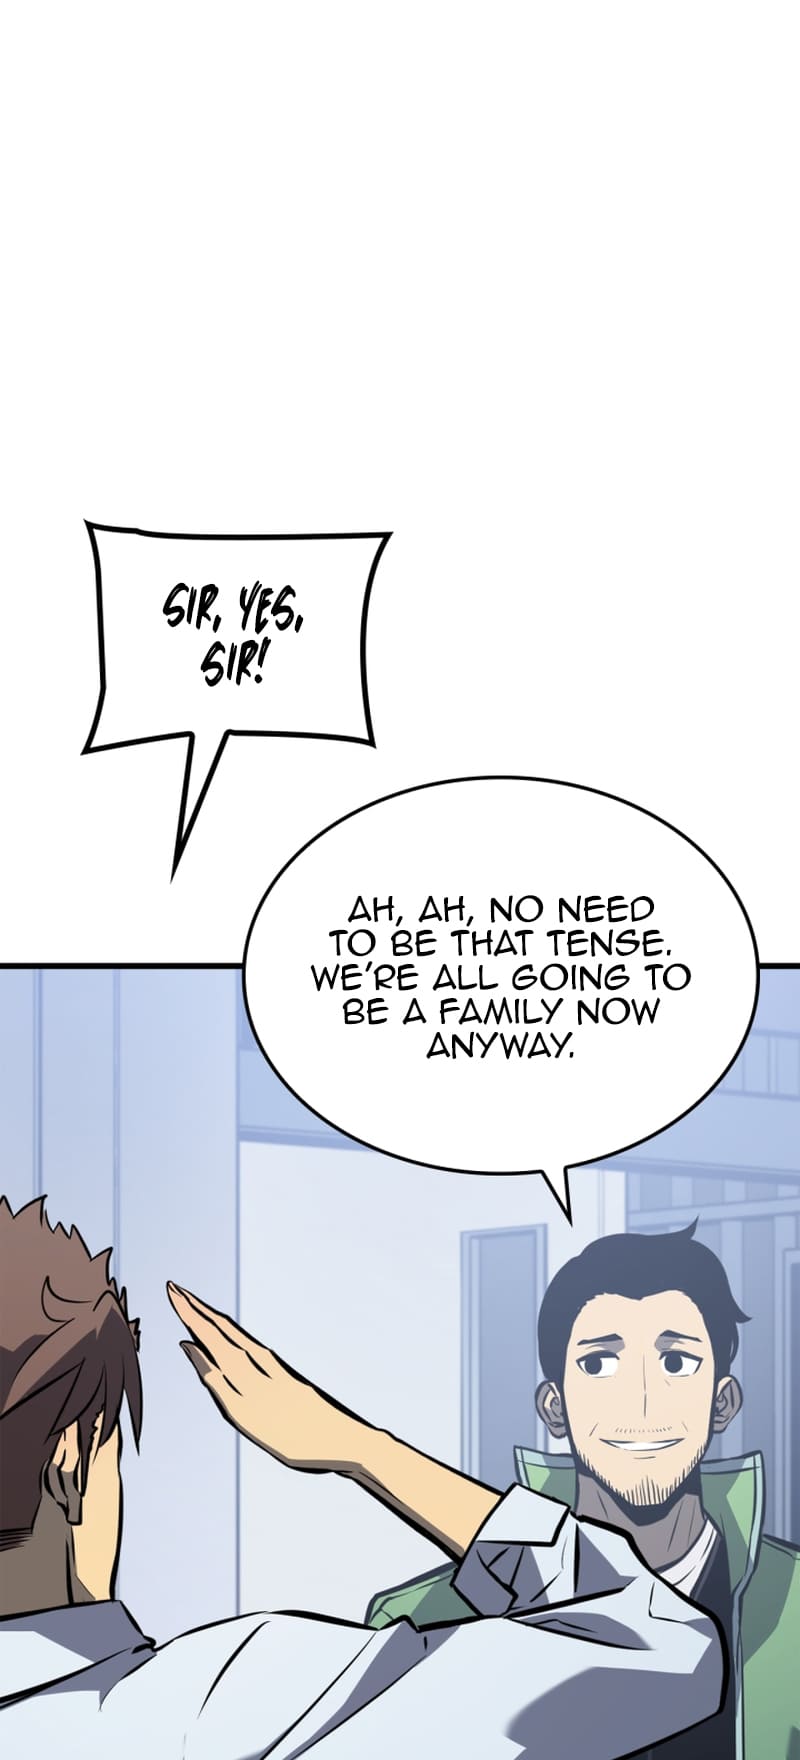 SIR, YES,
SIR!
AH, AH, NO NEED
TO BE THAT TENSE.
WE'RE ALL GOING TO
BE A FAMILY NOW
ANYWAY.